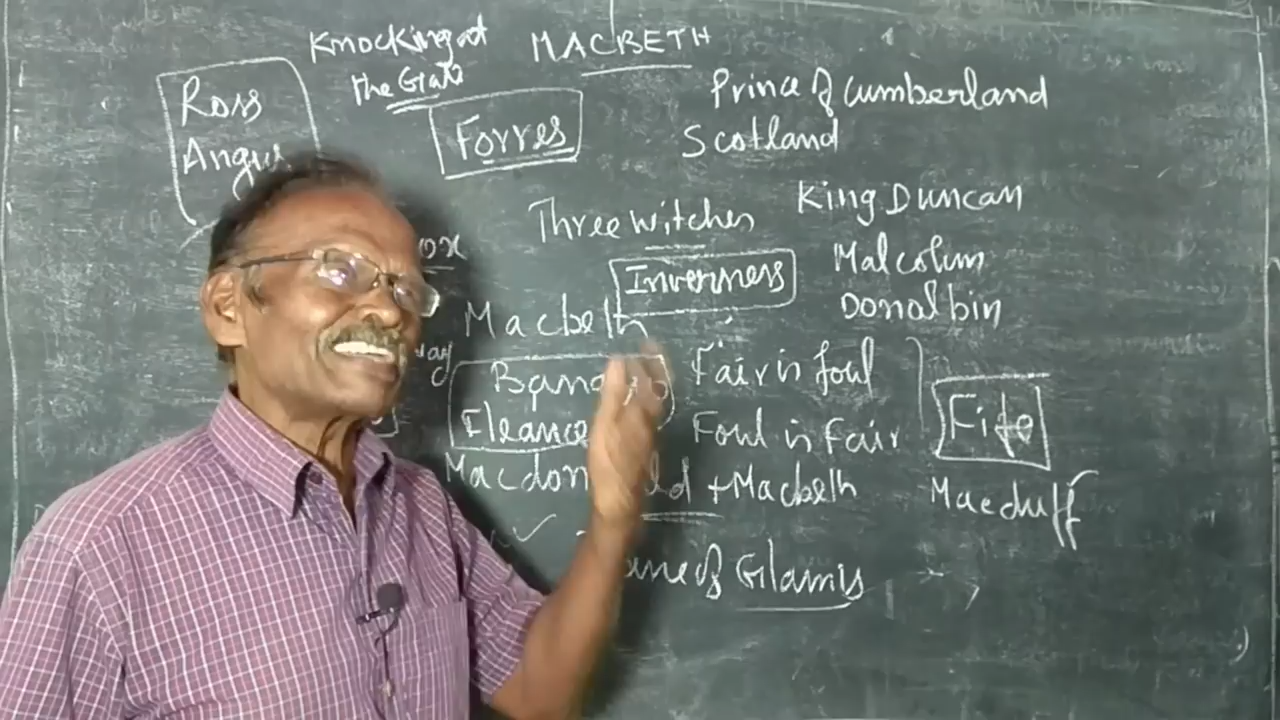 Knocking at
the Gate
MACBETH
Ross
Angus
Forres
Prince of Cumberland
Scotland
Three witches
King Duncan
Malcolm
Donalbin
Inverness
Macbeth
Fair is foul
Foul is Fair
Fife
Fleance
+ Macbeth
Macduff
of Glamis